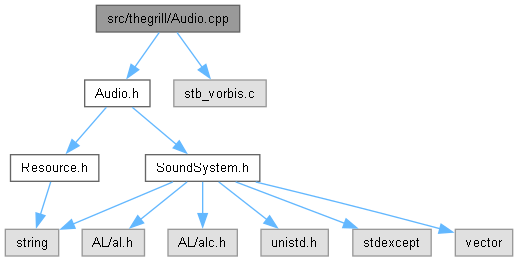 src/thegrill/Audio.cpp
Audio.h
stb_vorbis.c
Resource.h
SoundSystem.h
string
AL/al.h
AL/alc.h
unistd.h
stdexcept
vector